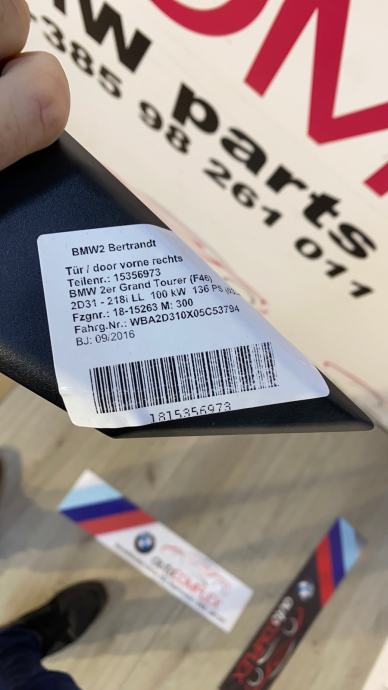 BMW parts
+385 98 261 011
BMW2 Bertrandt
Tür / door vorne rechts
Teilenr.: 15356973
BMW 2er Grand Tourer (F46)
2D31 - 218i LL 100 kW 136 PS
Fzgnr.: 18-15263 M: 300
Fahrg.Nr.: WBA2D310X05C53794
BJ: 09/2016
1815356973